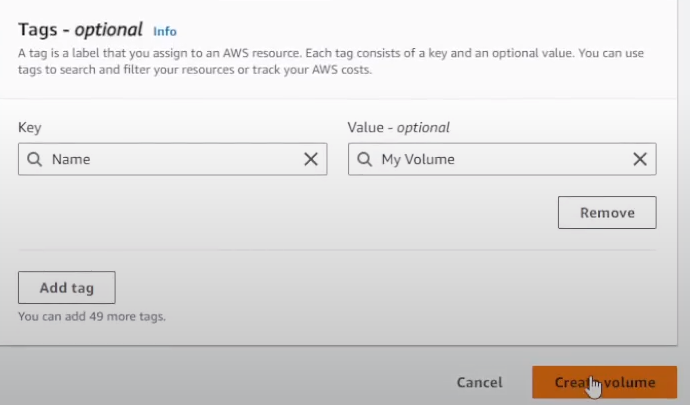 Tags - optional Info
A tag is a label that you assign to an AWS resource. Each tag consists of a key and an optional value. You can use
tags to search and filter your resources or track your AWS costs.
Key
Value - optional
Name
My Volume
Remove
Add tag
You can add 49 more tags.
Cancel
Create volume